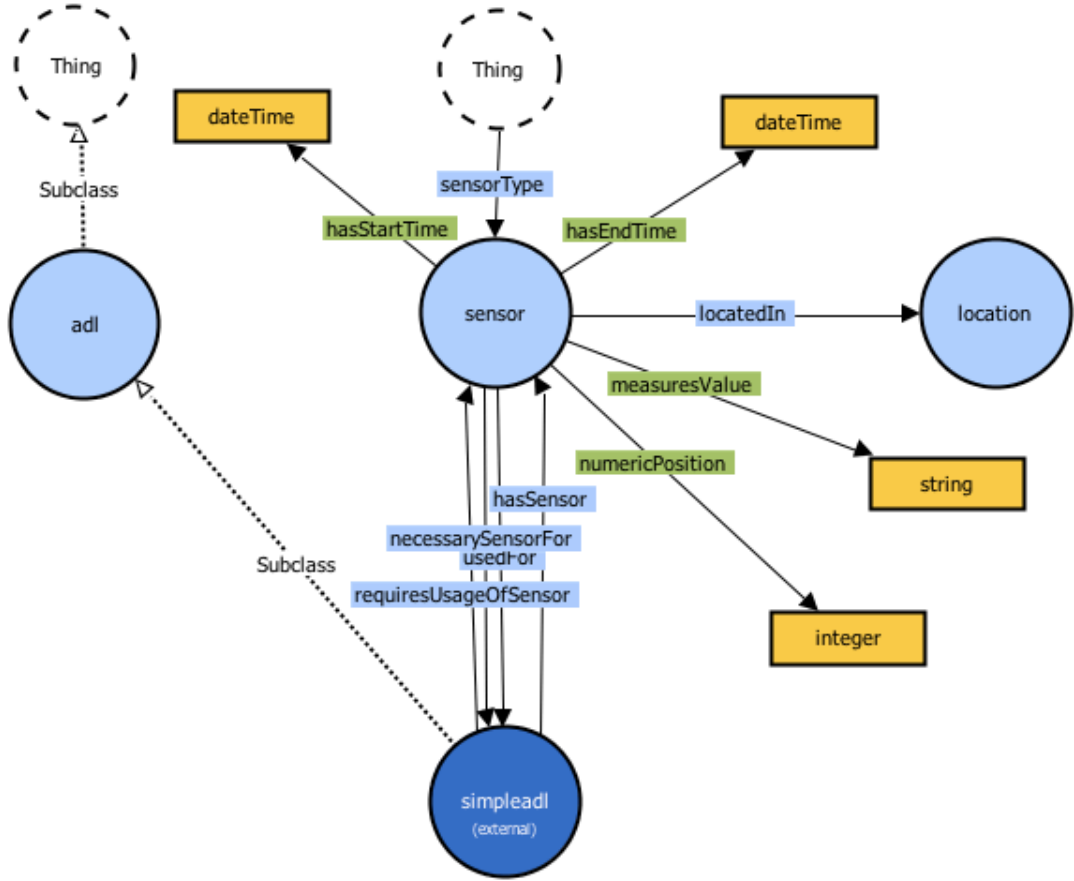 Thing
Thing
dateTime
dateTime
sensorType
Subclass
hasStartTime
hasEndTime
adl
sensor
locatedIn
location
measuresValue
numericPosition
string
hasSensor
necessarySensorFor
usedFor
Subclass
requiresUsageOfSensor
integer
simpleadl
(external)